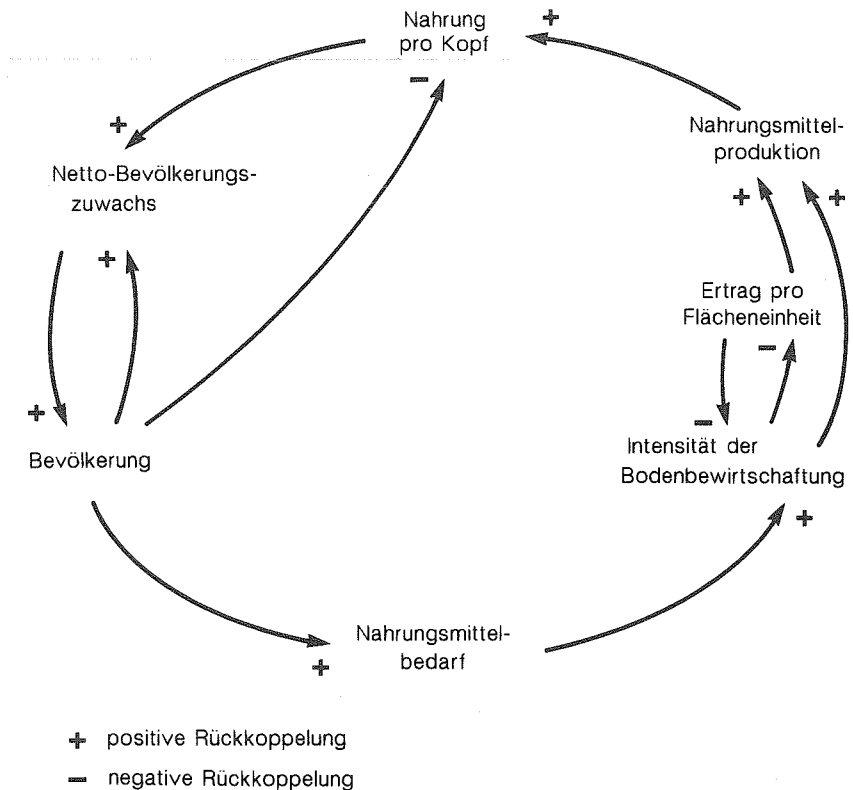 Nahrung
pro Kopf
+
−
+
Nahrungsmittel-
produktion
+
Netto-Bevölkerungs-
zuwachs
+
+
+
Ertrag pro
Flächeneinheit
−
+
−
Bevölkerung
Intensität der
Bodenbewirtschaftung
+
Nahrungsmittel-
bedarf
+
+ positive Rückkoppelung
− negative Rückkoppelung